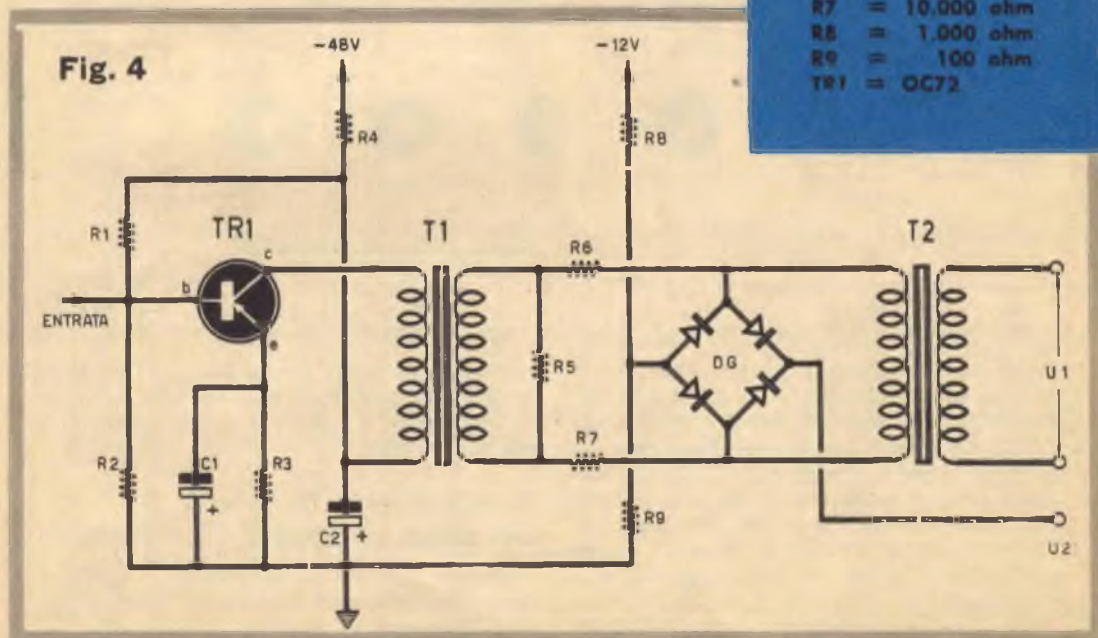 R7 = 10.000 ohm
R8 = 1.000 ohm
R9 = 100 ohm
TR1 = OC72
Fig. 4
-48V
-12V
R4
R8
R1
TR1
T1
R6
T2
c
b
e
ENTRATA
R5
DG
U1
R7
R2
C1
R3
+
C2
+
R9
U2